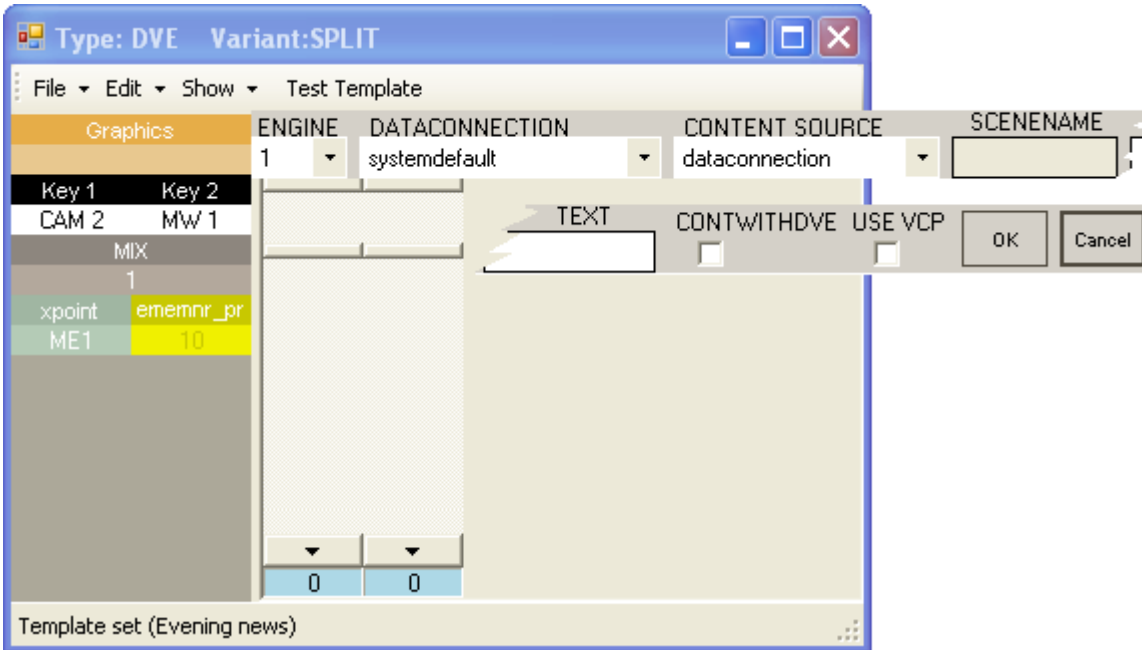 Type: DVE Variant:SPLIT
File Edit Show Test Template
Graphics
ENGINE DATACONNECTION CONTENT SOURCE SCENENAME
1 systemdefault dataconnection
Key 1 Key 2
CAM 2 MW 1
TEXT CONTWITHDVE USE VCP OK Cancel
MIX
1
xpoint ememnr_pr
ME1 10
0 0
Template set (Evening news)